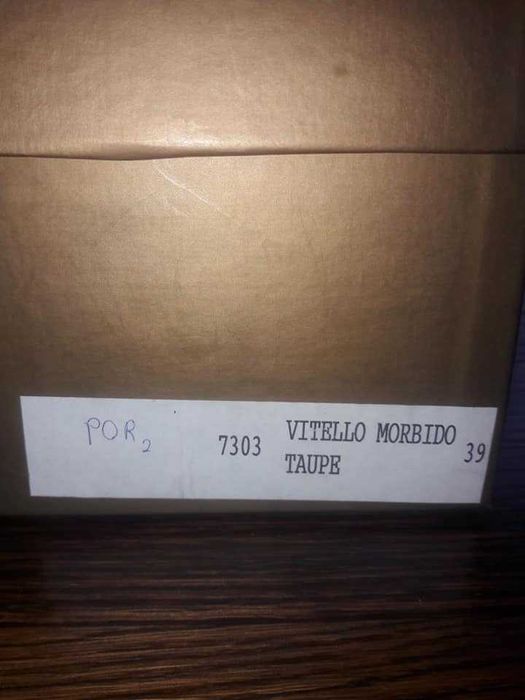 POR₂
7303
VITELLO MORBIDO
TAUPE
39